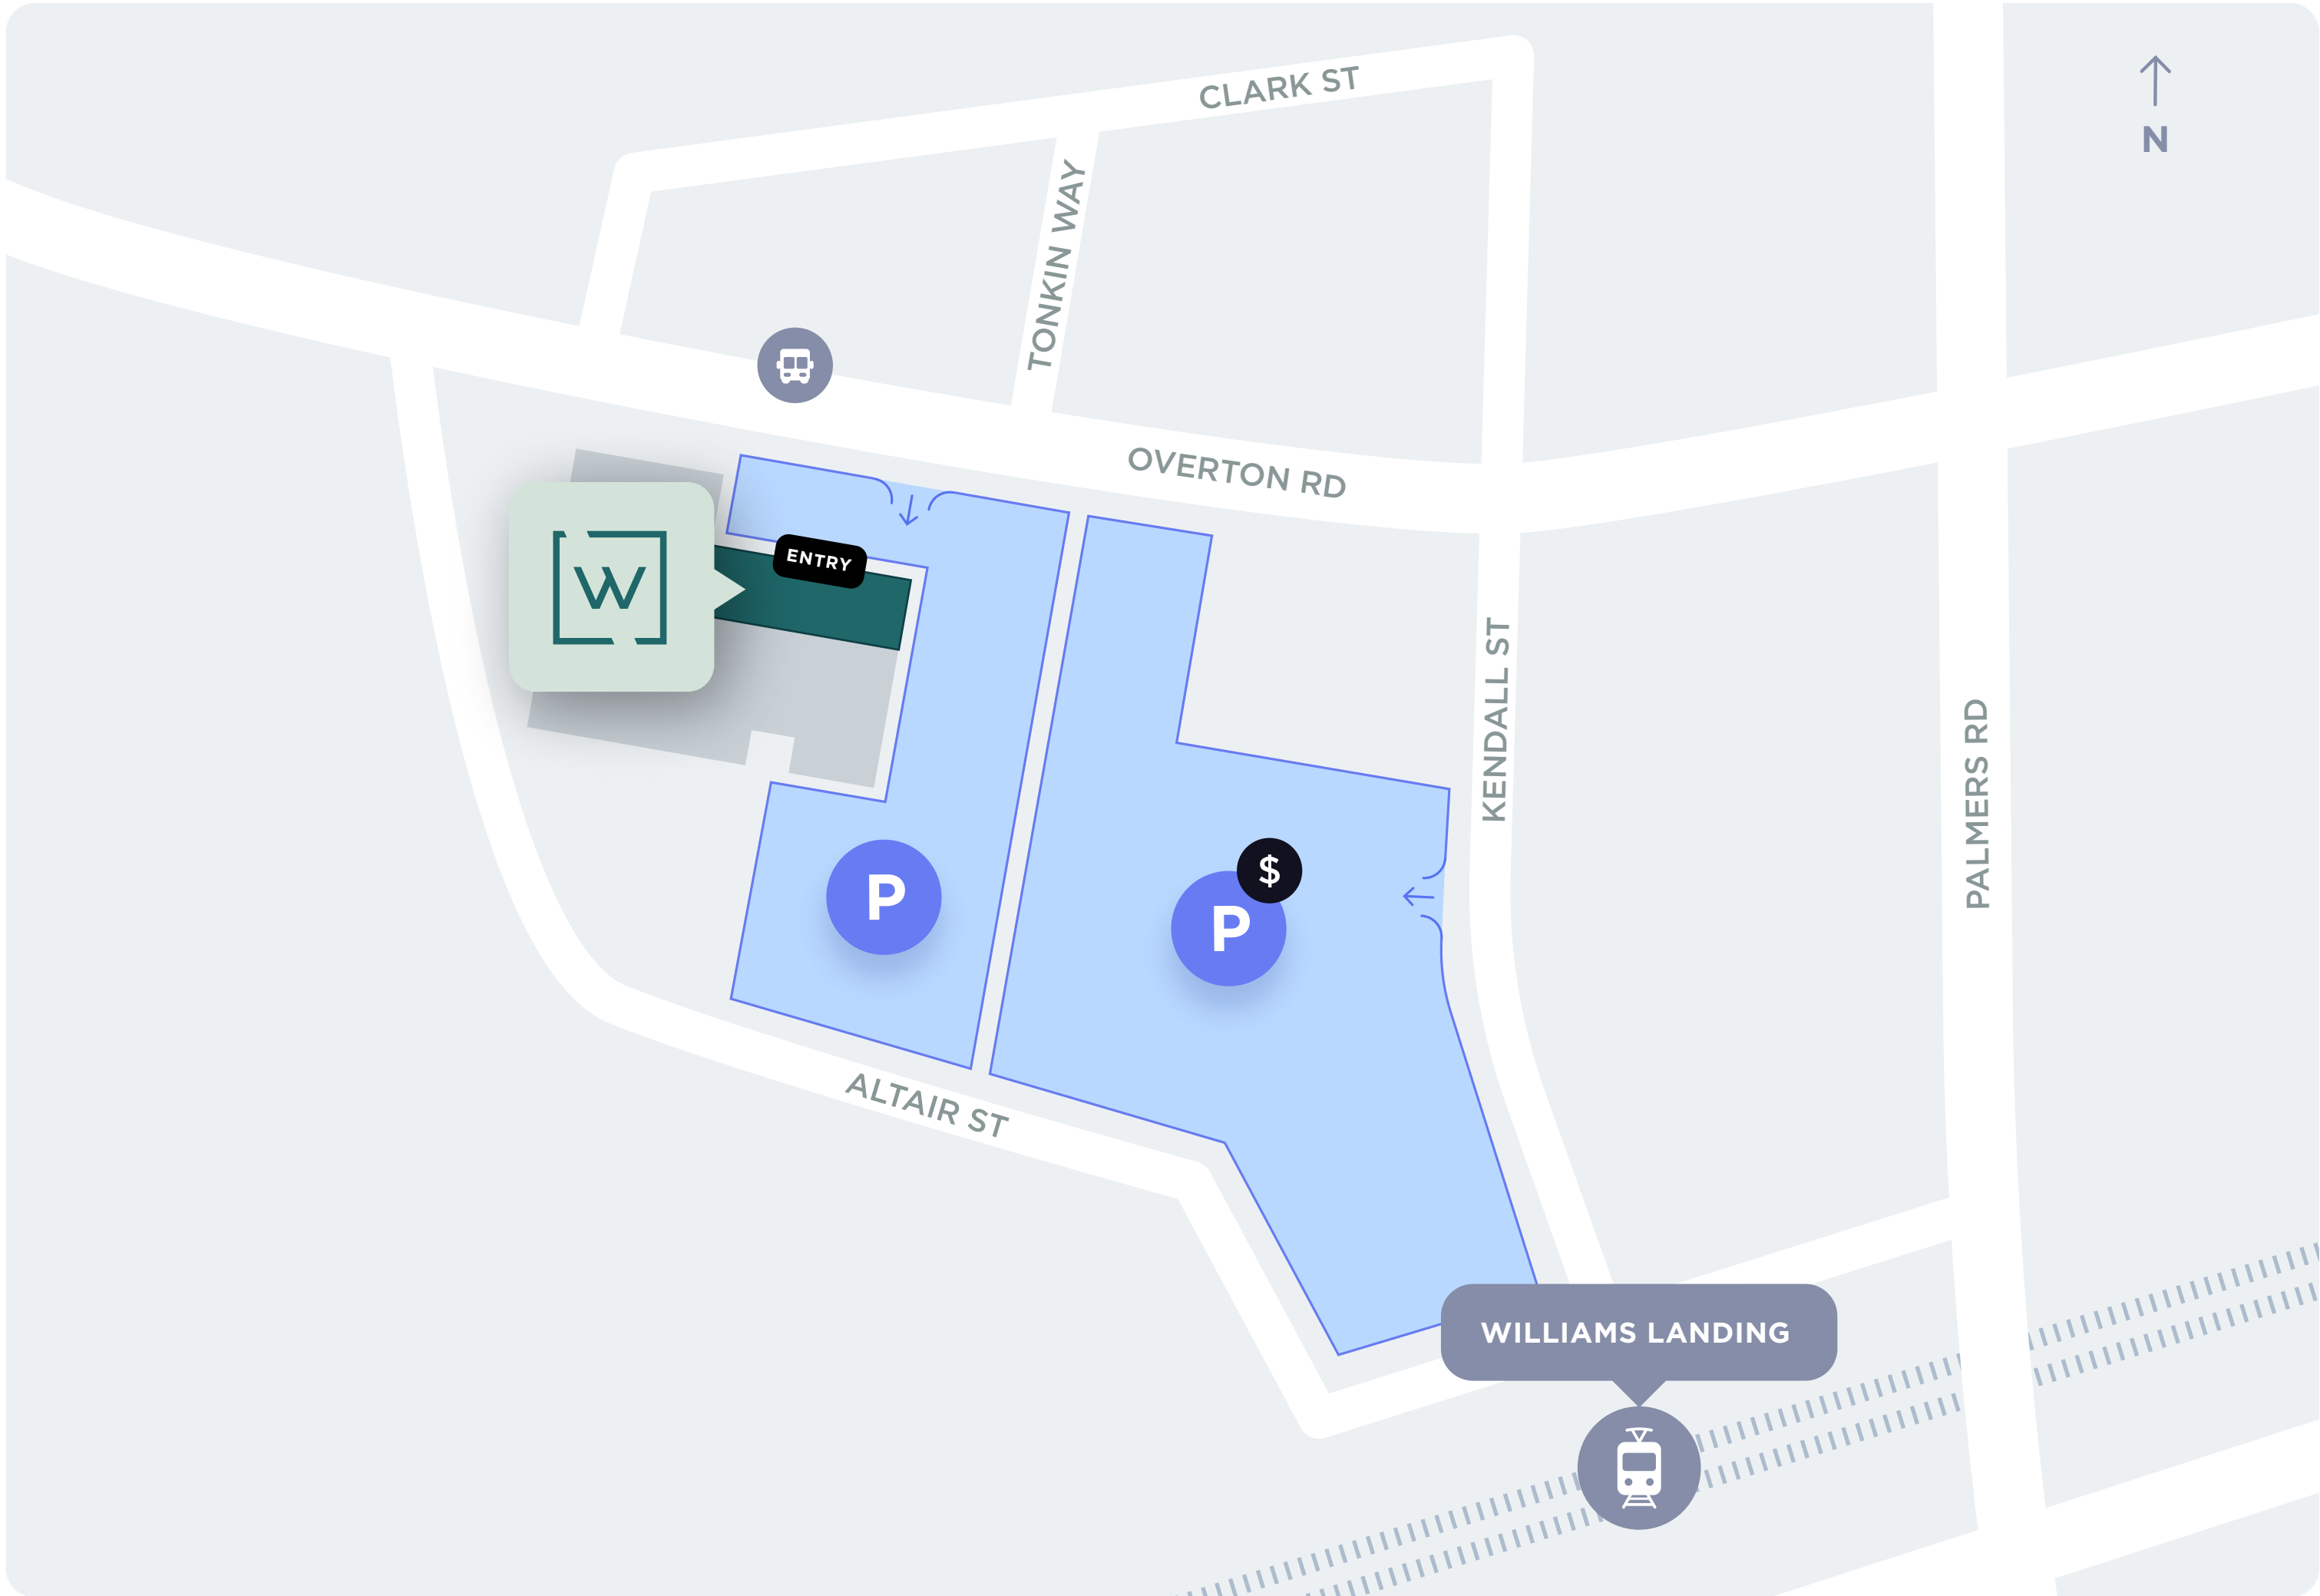 CLARK ST
N
TONKIN WAY
OVERTON RD
ENTRY
W
KENDALL ST
PALMERS RD
$
P
P
ALTAIR ST
WILLIAMS LANDING